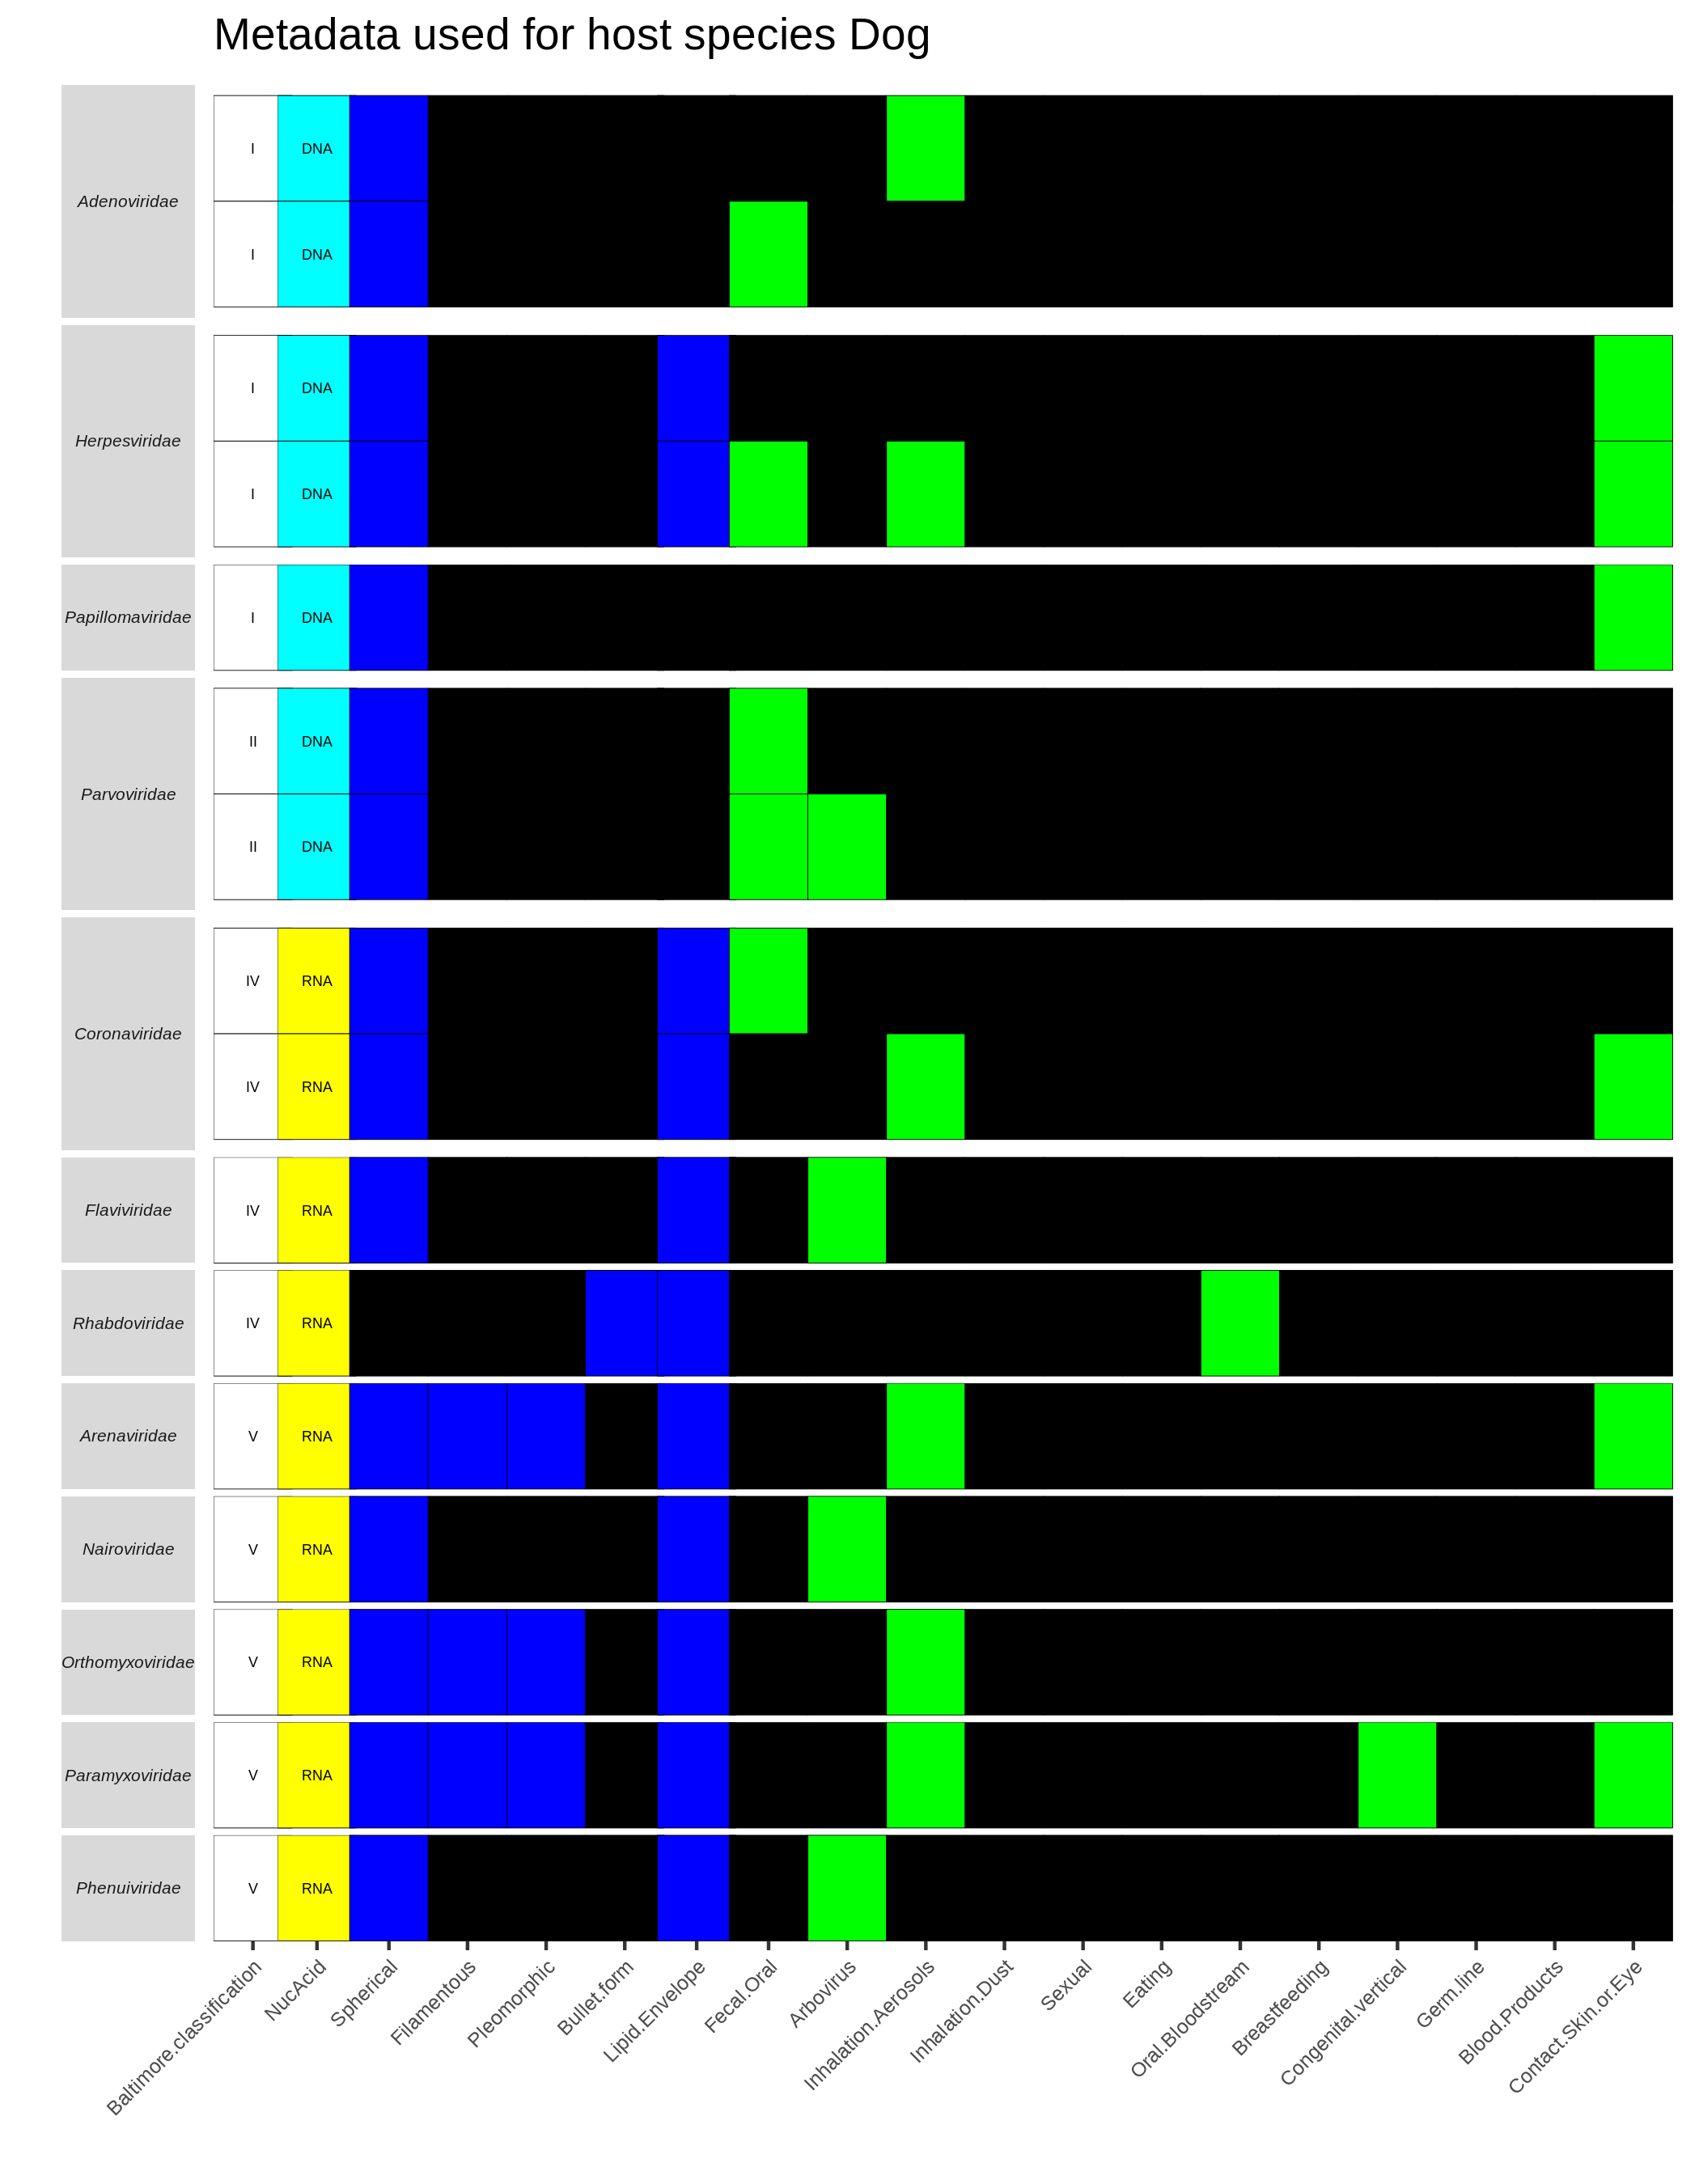 Metadata used for host species Dog
Adenoviridae
I DNA
I DNA
Herpesviridae
I DNA
I DNA
Papillomaviridae
I DNA
Parvoviridae
II DNA
II DNA
Coronaviridae
IV RNA
IV RNA
Flaviviridae
IV RNA
Rhabdoviridae
IV RNA
Arenaviridae
V RNA
Nairoviridae
V RNA
Orthomyxoviridae
V RNA
Paramyxoviridae
V RNA
Phenuiviridae
V RNA
Baltimore.classification
NucAcid
Spherical
Filamentous
Pleomorphic
Bullet.form
Lipid.Envelope
Fecal.Oral
Arbovirus
Inhalation.Aerosols
Inhalation.Dust
Sexual
Eating
Oral.Bloodstream
Breastfeeding
Congenital.vertical
Germ.line
Blood.Products
Contact.Skin.or.Eye